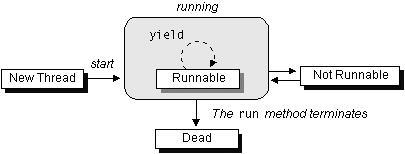 running
yield
start
New Thread
Runnable
Not Runnable
The run method terminates
Dead